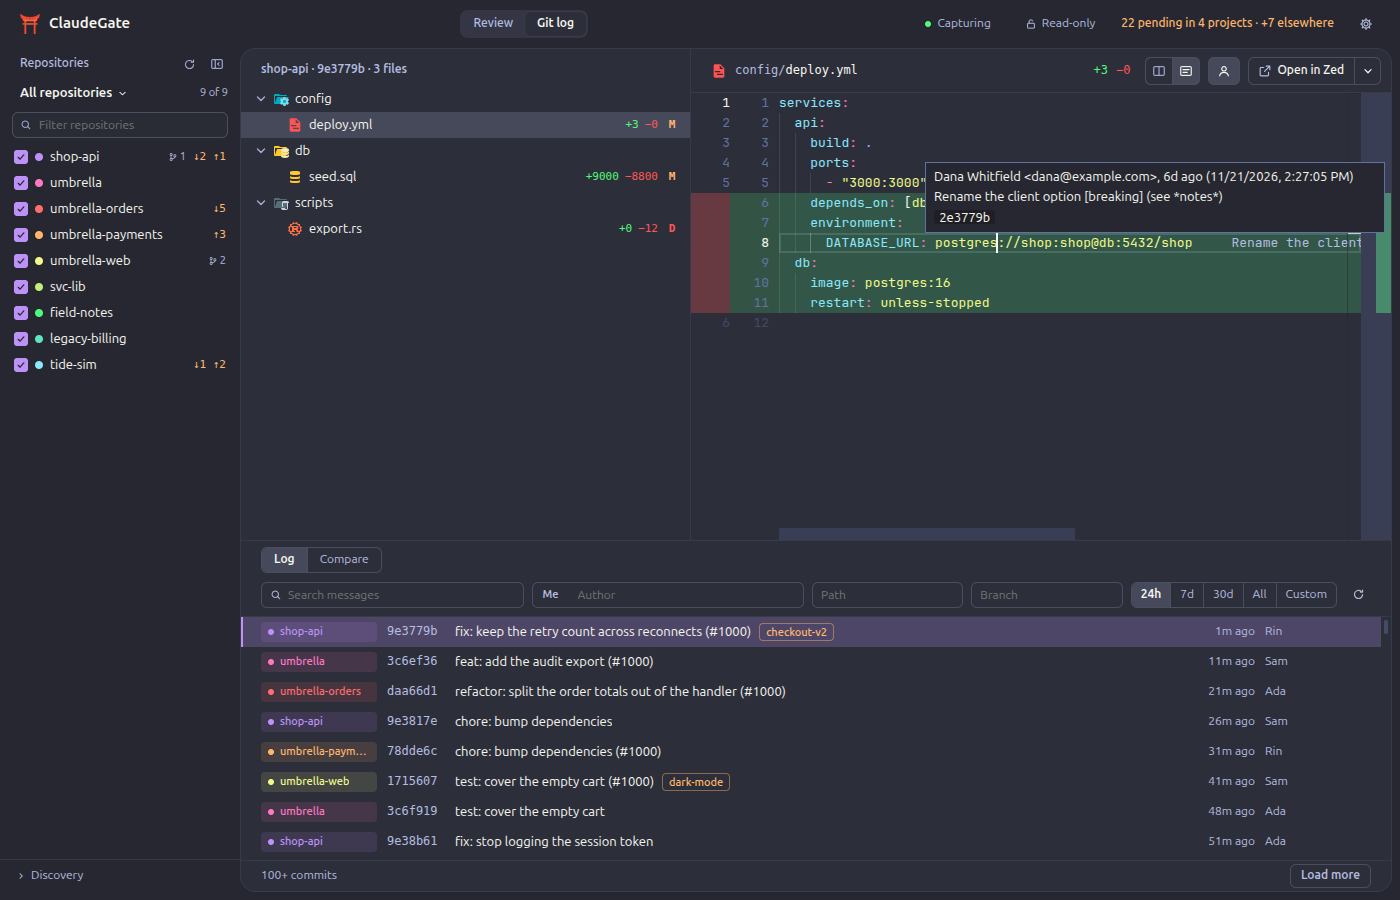 ClaudeGate
Review
Git log
Capturing
Read-only
22 pending in 4 projects · +7 elsewhere
Repositories
All repositories
9 of 9
Filter repositories
shop-api 1 ↓2 ↑1
umbrella
umbrella-orders ↓5
umbrella-payments ↑3
umbrella-web 2
svc-lib
field-notes
legacy-billing
tide-sim ↓1 ↑2
Discovery
shop-api · 9e3779b · 3 files
config
deploy.yml +3 −0 M
db
seed.sql +9000 −8800 M
scripts
export.rs +0 −12 D
config/deploy.yml +3 −0
Open in Zed
1 1 services:
2 2 api:
3 3 build: .
4 4 ports:
5 5 - "3000:3000"
6 depends_on: [db
7 environment:
8 DATABASE_URL: postgres://shop:shop@db:5432/shop Rename the client
9 db:
10 image: postgres:16
11 restart: unless-stopped
6 12
Dana Whitfield <dana@example.com>, 6d ago (11/21/2026, 2:27:05 PM)
Rename the client option [breaking] (see *notes*)
2e3779b
Log
Compare
Search messages
Me
Author
Path
Branch
24h
7d
30d
All
Custom
shop-api 9e3779b fix: keep the retry count across reconnects (#1000) checkout-v2 1m ago Rin
umbrella 3c6ef36 feat: add the audit export (#1000) 11m ago Sam
umbrella-orders daa66d1 refactor: split the order totals out of the handler (#1000) 21m ago Ada
shop-api 9e3817e chore: bump dependencies 26m ago Sam
umbrella-paym... 78dde6c chore: bump dependencies (#1000) 31m ago Rin
umbrella-web 1715607 test: cover the empty cart (#1000) dark-mode 41m ago Sam
umbrella 3c6f919 test: cover the empty cart 48m ago Ada
shop-api 9e38b61 fix: stop logging the session token 51m ago Ada
100+ commits
Load more